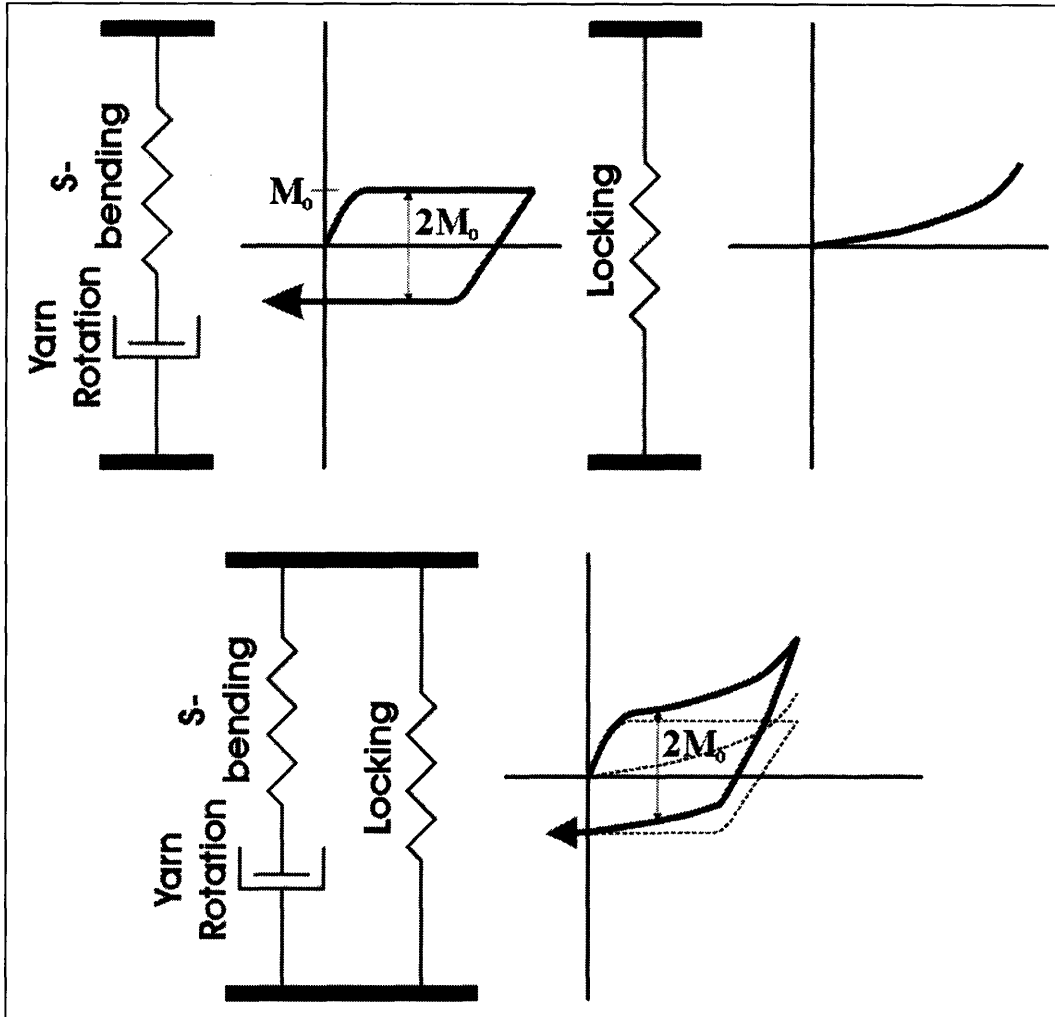 S-
bending
Yarn
Rotation
M₀
2M₀
Locking
S-
bending
Yarn
Rotation
Locking
2M₀